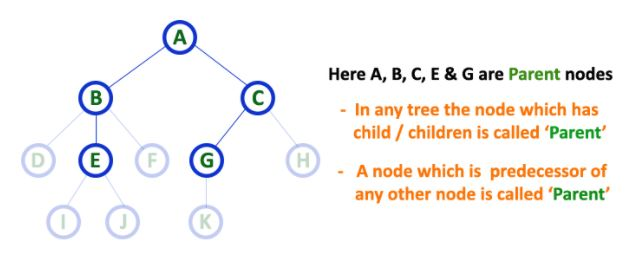 A
Here A, B, C, E & G are Parent nodes
B
C
- In any tree the node which has
child / children is called ‘Parent’
D
E
F
G
H
- A node which is predecessor of
any other node is called ‘Parent’
I
J
K